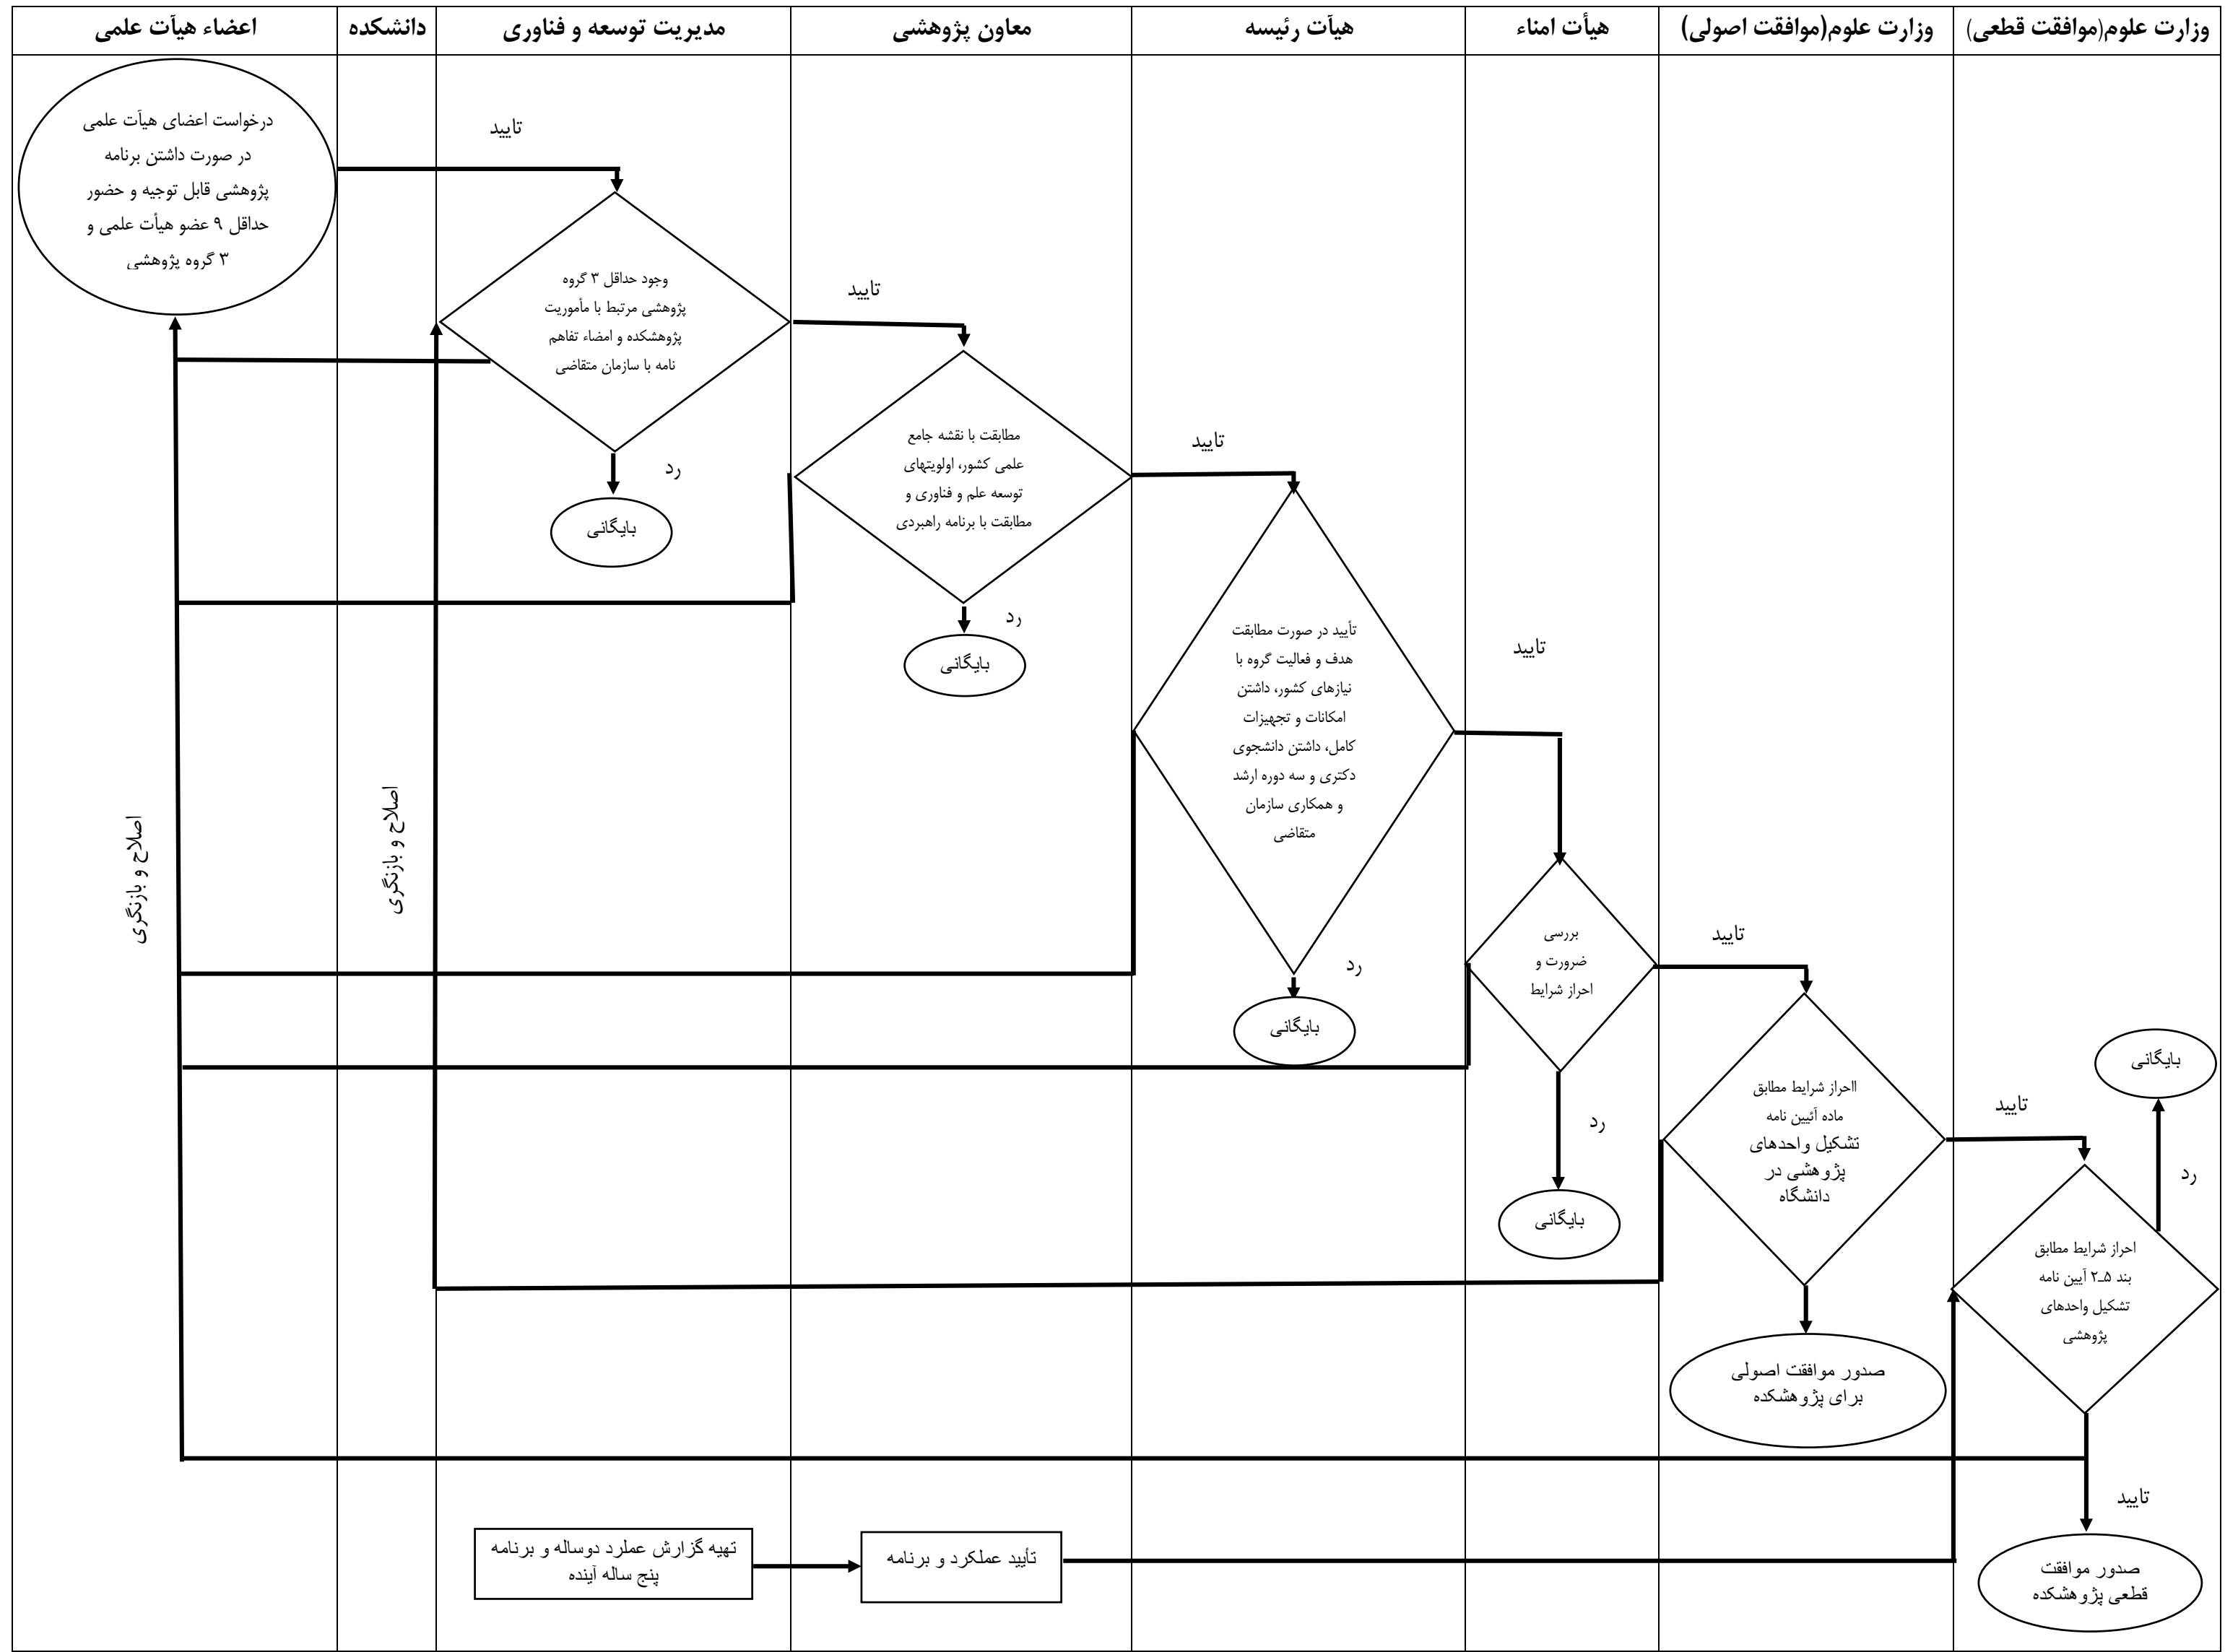 اعضاء هیآت علمی
دانشکده
مدیریت توسعه و فناوری
معاون پژوهشی
هیآت رئیسه
هیأت امناء
وزارت علوم(موافقت اصولی)
وزارت علوم(موافقت قطعی)
درخواست اعضای هیآت علمی
در صورت داشتن برنامه
پژوهشی قابل توجیه و حضور
حداقل ۹ عضو هیأت علمی و
۳ گروه پژوهشی
تایید
وجود حداقل ۳ گروه
پژوهشی مرتبط با مأموریت
پژوهشکده و امضاء تفاهم
نامه با سازمان متقاضی
رد
بایگانی
تایید
مطابقت با نقشه جامع
علمی کشور، اولویتهای
توسعه علم و فناوری و
مطابقت با برنامه راهبردی
رد
بایگانی
تایید
تأیید در صورت مطابقت
هدف و فعالیت گروه با
نیازهای کشور، داشتن
امکانات و تجهیزات
کامل، داشتن دانشجوی
دکتری و سه دوره ارشد
و همکاری سازمان
متقاضی
رد
بایگانی
تایید
بررسی
ضرورت و
احراز شرایط
رد
بایگانی
تایید
ااحراز شرایط مطابق
ماده آئیین نامه
تشکیل واحدهای
پژوهشی در
دانشگاه
صدور موافقت اصولی
برای پژوهشکده
تایید
بایگانی
رد
احراز شرایط مطابق
بند ۵ـ۲ آیین نامه
تشکیل واحدهای
پژوهشی
تایید
صدور موافقت
قطعی پژوهشکده
اصلاح و بازنگری
اصلاح و بازنگری
تهیه گزارش عملرد دوساله و برنامه
پنج ساله آینده
تأیید عملکرد و برنامه